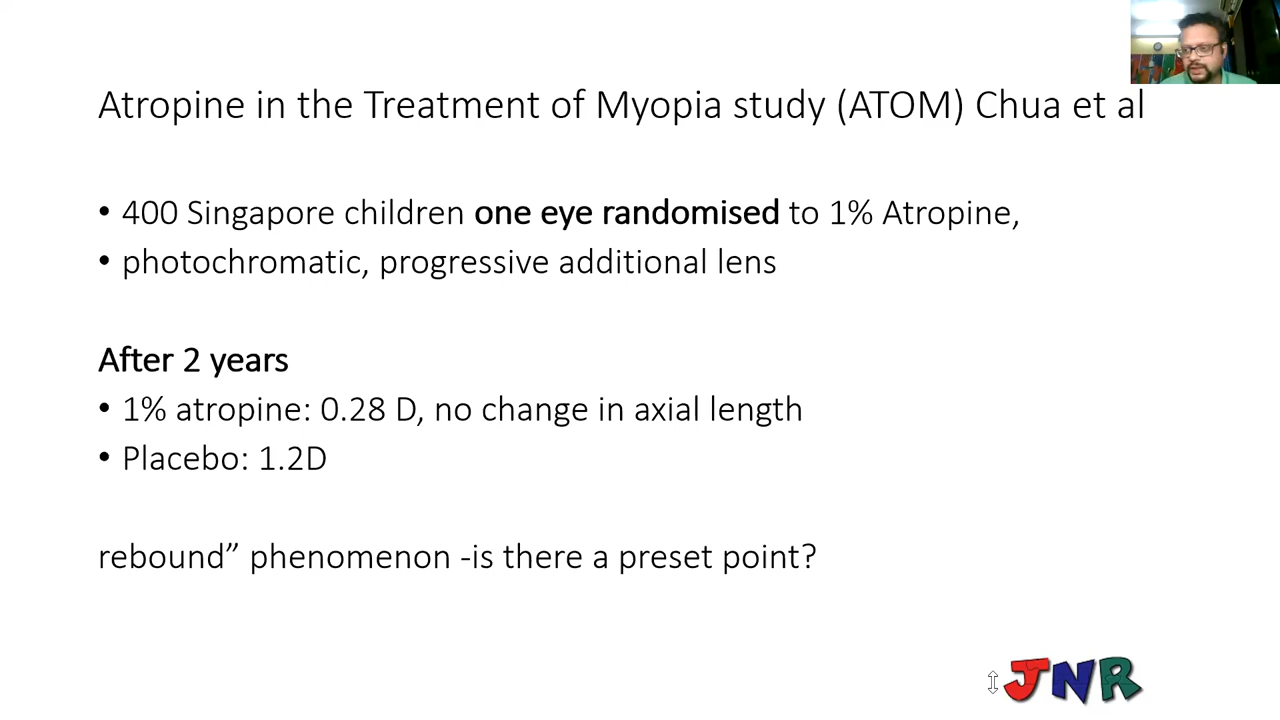 Atropine in the Treatment of Myopia study (ATOM) Chua et al
• 400 Singapore children one eye randomised to 1% Atropine,
• photochromatic, progressive additional lens
After 2 years
• 1% atropine: 0.28 D, no change in axial length
• Placebo: 1.2D
rebound” phenomenon -is there a preset point?
JNR